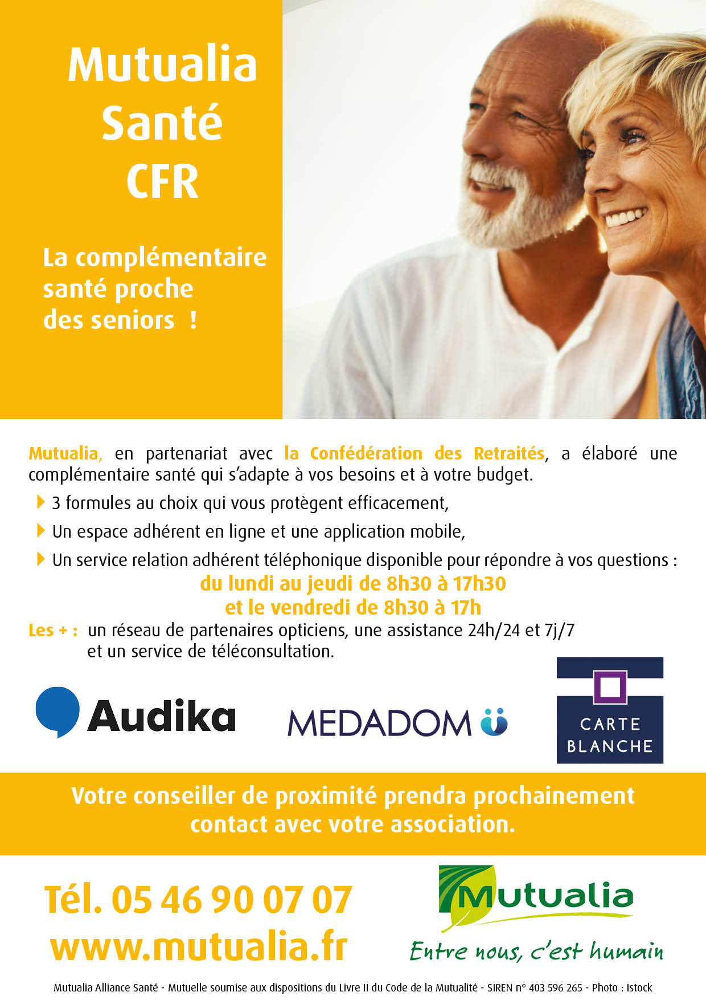 Mutualia
Santé
CFR
La complémentaire
santé proche
des seniors !
Mutualia, en partenariat avec la Confédération des Retraités, a élaboré une
complémentaire santé qui s’adapte à vos besoins et à votre budget.
3 formules au choix qui vous protègent efficacement,
Un espace adhérent en ligne et une application mobile,
Un service relation adhérent téléphonique disponible pour répondre à vos questions :
du lundi au jeudi de 8h30 à 17h30
et le vendredi de 8h30 à 17h
Les + : un réseau de partenaires opticiens, une assistance 24h/24 et 7j/7
et un service de téléconsultation.
Audika
MEDADOM
CARTE
BLANCHE
Votre conseiller de proximité prendra prochainement
contact avec votre association.
Tél. 05 46 90 07 07
www.mutualia.fr
Mutualia
Entre nous, c’est humain
Mutualia Alliance Santé - Mutuelle soumise aux dispositions du Livre II du Code de la Mutualité - SIREN n° 403 596 265 - Photo : Istock